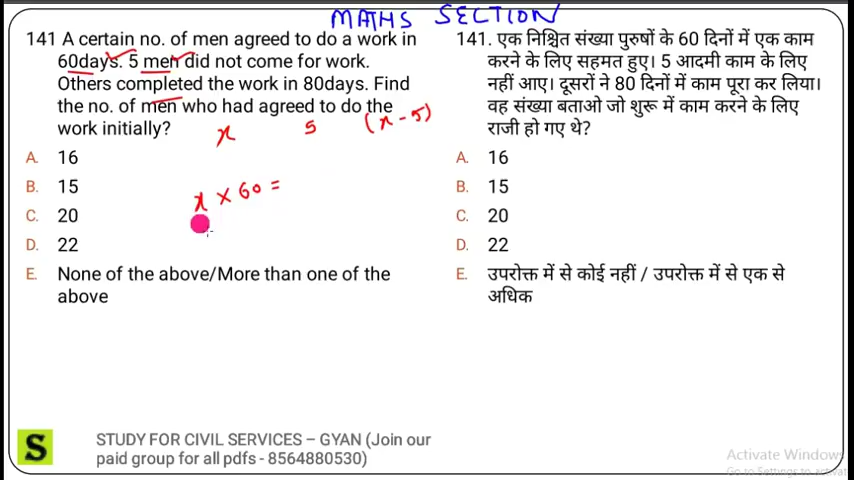 MATHS SECTION
141 A certain no. of men agreed to do a work in
60days. 5 men did not come for work.
Others completed the work in 80days. Find
the no. of men who had agreed to do the
work initially?
x 5 (x-5)
A. 16
B. 15
x × 60 =
C. 20
D. 22
E. None of the above/More than one of the
above
141. एक निश्चित संख्या पुरुषों के 60 दिनों में एक काम
करने के लिए सहमत हुए। 5 आदमी काम के लिए
नहीं आए। दूसरों ने 80 दिनों में काम पूरा कर लिया।
वह संख्या बताओ जो शुरू में काम करने के लिए
राजी हो गए थे?
A. 16
B. 15
C. 20
D. 22
E. उपरोक्त में से कोई नहीं / उपरोक्त में से एक से
अधिक
S
STUDY FOR CIVIL SERVICES – GYAN (Join our
paid group for all pdfs - 8564880530)
Activate Windows
Go to Settings to activat